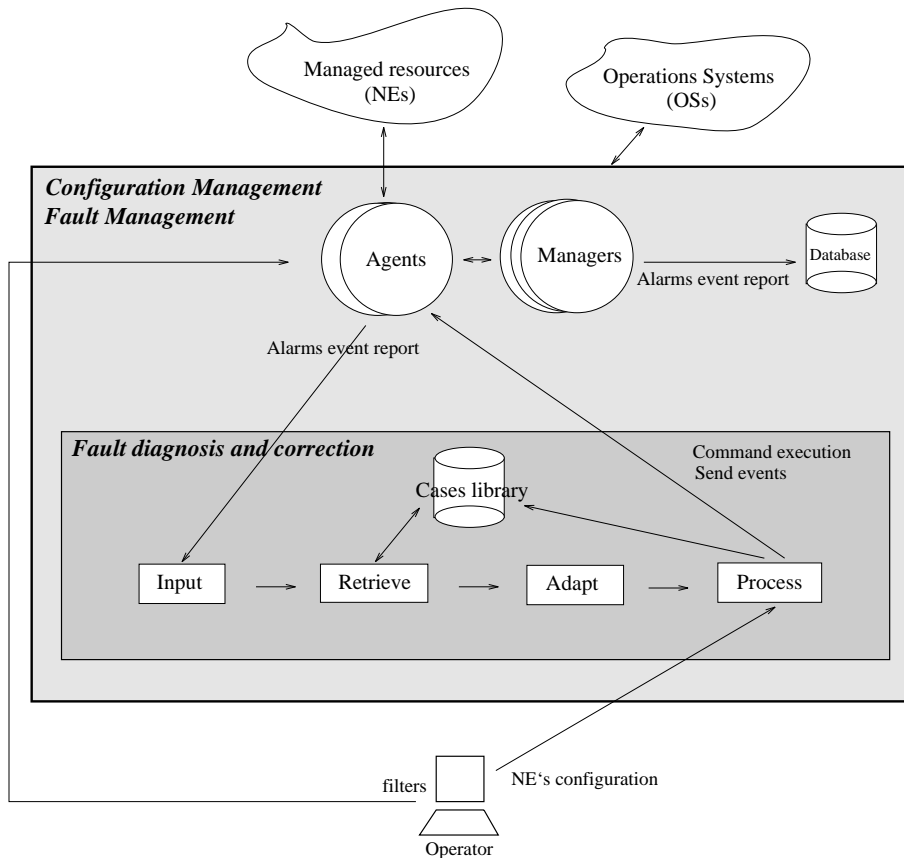 Managed resources
(NEs)
Operations Systems
(OSs)
Configuration Management
Fault Management
Agents
Managers
Database
Alarms event report
Alarms event report
Fault diagnosis and correction
Command execution
Send events
Cases library
Input
Retrieve
Adapt
Process
filters
NE‘s configuration
Operator